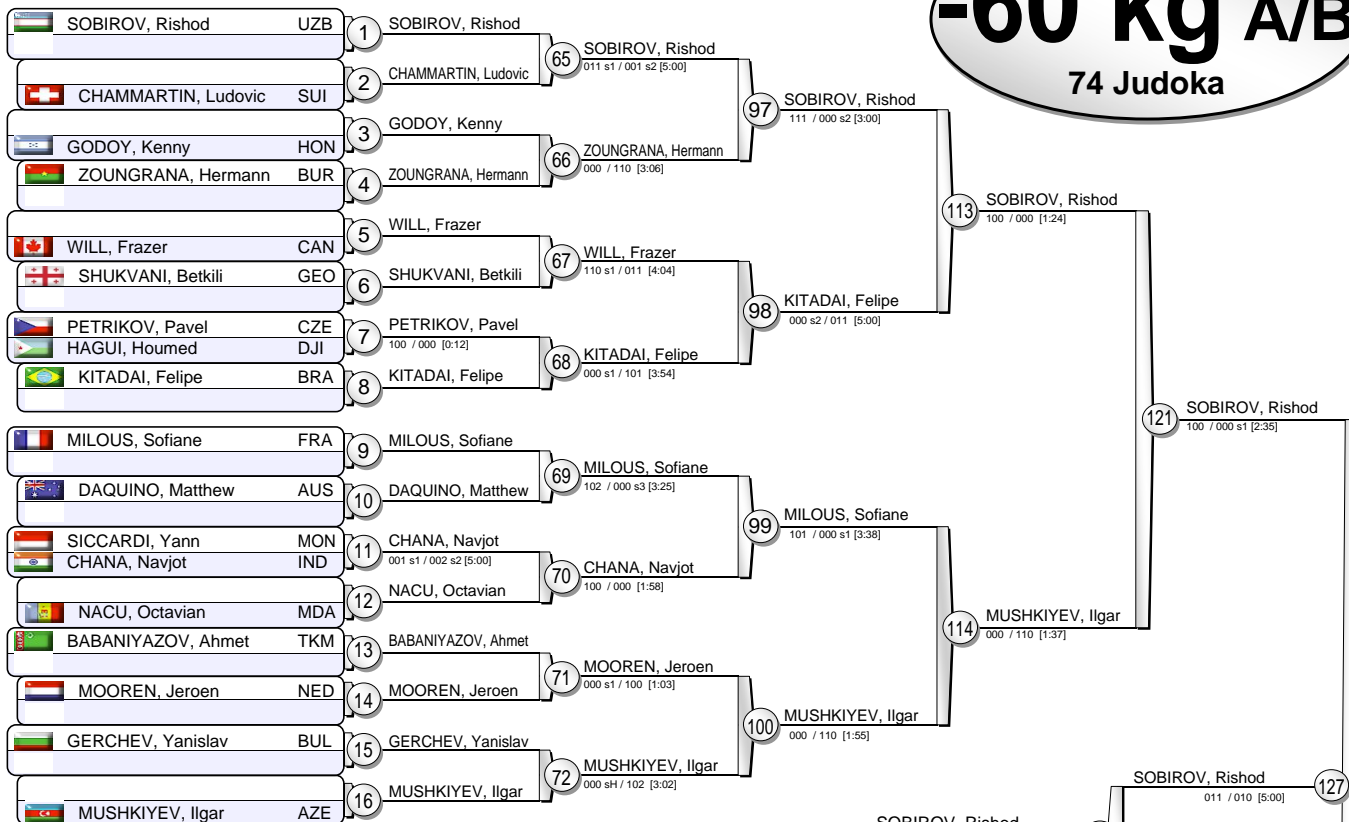 -60 kg A/B
74 Judoka
SOBIROV, Rishod UZB
1
CHAMMARTIN, Ludovic SUI
2
GODOY, Kenny HON
3
ZOUNGRANA, Hermann BUR
4
WILL, Frazer CAN
5
SHUKVANI, Betkili GEO
6
PETRIKOV, Pavel CZE
HAGUI, Houmed DJI
7
KITADAI, Felipe BRA
8
MILOUS, Sofiane FRA
9
DAQUINO, Matthew AUS
10
SICCARDI, Yann MON
CHANA, Navjot IND
11
NACU, Octavian MDA
12
BABANIYAZOV, Ahmet TKM
13
MOOREN, Jeroen NED
14
GERCHEV, Yanislav BUL
15
MUSHKIYEV, Ilgar AZE
16
SOBIROV, Rishod
CHAMMARTIN, Ludovic
GODOY, Kenny
ZOUNGRANA, Hermann
WILL, Frazer
SHUKVANI, Betkili
PETRIKOV, Pavel
100 / 000 [0:12]
KITADAI, Felipe
MILOUS, Sofiane
DAQUINO, Matthew
CHANA, Navjot
001 s1 / 002 s2 [5:00]
NACU, Octavian
BABANIYAZOV, Ahmet
MOOREN, Jeroen
GERCHEV, Yanislav
MUSHKIYEV, Ilgar
65
SOBIROV, Rishod
011 s1 / 001 s2 [5:00]
66
ZOUNGRANA, Hermann
000 / 110 [3:06]
67
WILL, Frazer
110 s1 / 011 [4:04]
68
KITADAI, Felipe
000 s1 / 101 [3:54]
69
MILOUS, Sofiane
102 / 000 s3 [3:25]
70
CHANA, Navjot
100 / 000 [1:58]
71
MOOREN, Jeroen
000 s1 / 100 [1:03]
72
MUSHKIYEV, Ilgar
000 sH / 102 [3:02]
97
SOBIROV, Rishod
111 / 000 s2 [3:00]
98
KITADAI, Felipe
000 s2 / 011 [5:00]
99
MILOUS, Sofiane
101 / 000 s1 [3:38]
100
MUSHKIYEV, Ilgar
000 / 110 [1:55]
113
SOBIROV, Rishod
100 / 000 [1:24]
114
MUSHKIYEV, Ilgar
000 / 110 [1:37]
121
SOBIROV, Rishod
100 / 000 s1 [2:35]
SOBIROV, Rishod
011 / 010 [5:00]
127
SOBIROV, Rishod